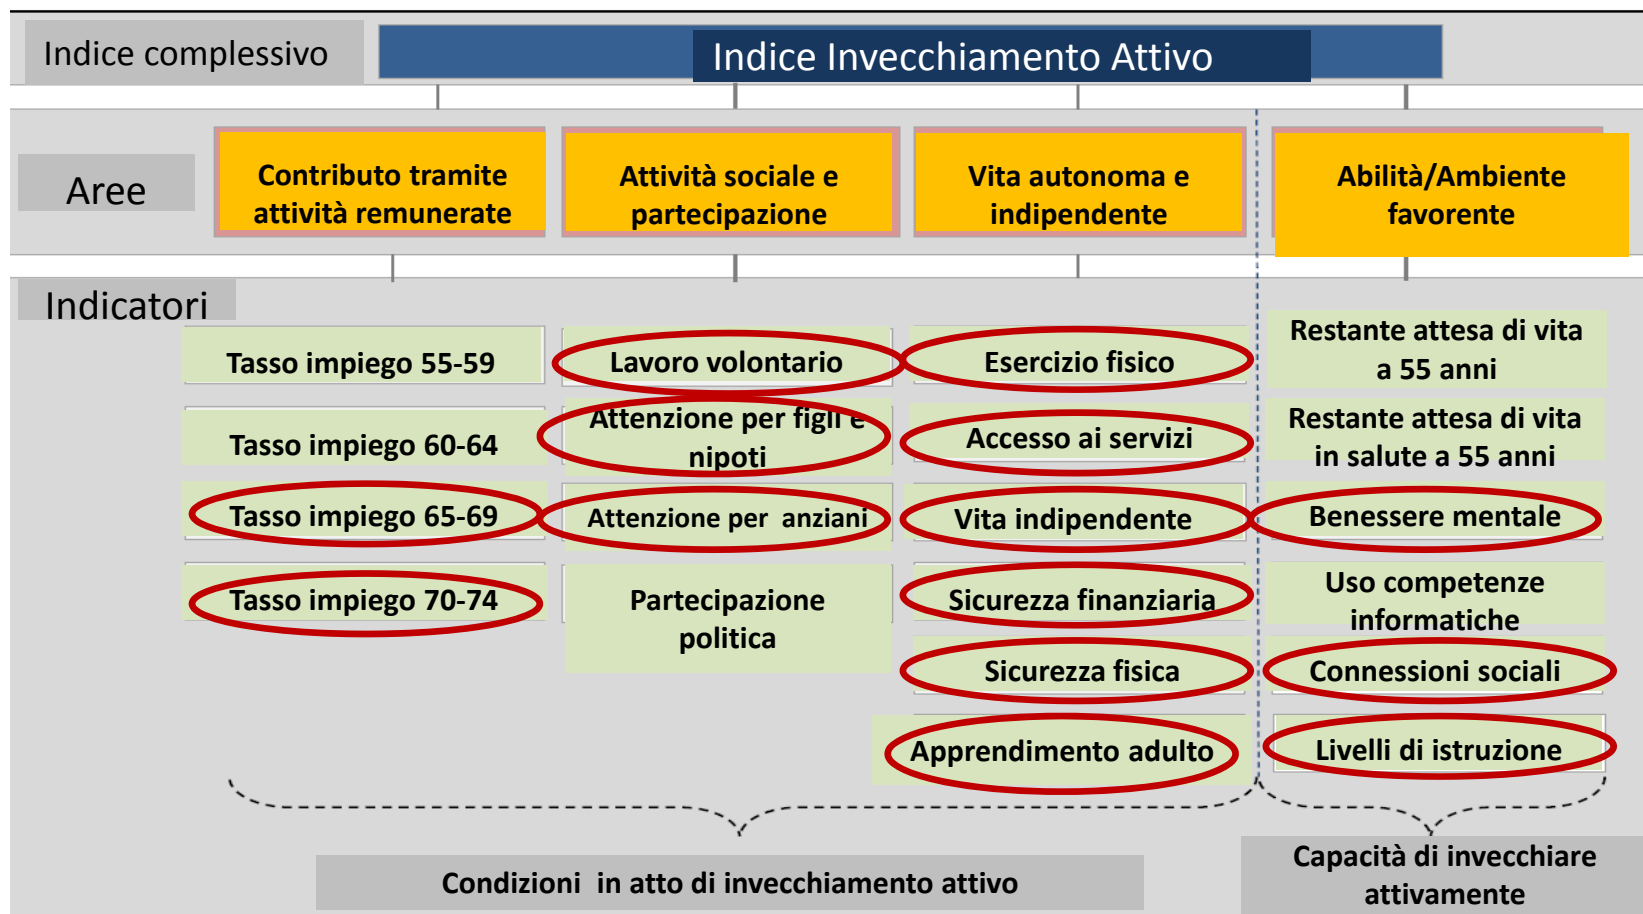 Indice complessivo
Indice Invecchiamento Attivo
Aree
Contributo tramite
attività remunerate
Attività sociale e
partecipazione
Vita autonoma e
indipendente
Abilità/Ambiente
favorente
Indicatori
Tasso impiego 55-59
Tasso impiego 60-64
Tasso impiego 65-69
Tasso impiego 70-74
Lavoro volontario
Attenzione per figli e
nipoti
Attenzione per anziani
Partecipazione
politica
Esercizio fisico
Accesso ai servizi
Vita indipendente
Sicurezza finanziaria
Sicurezza fisica
Apprendimento adulto
Restante attesa di vita
a 55 anni
Restante attesa di vita
in salute a 55 anni
Benessere mentale
Uso competenze
informatiche
Connessioni sociali
Livelli di istruzione
Condizioni in atto di invecchiamento attivo
Capacità di invecchiare
attivamente